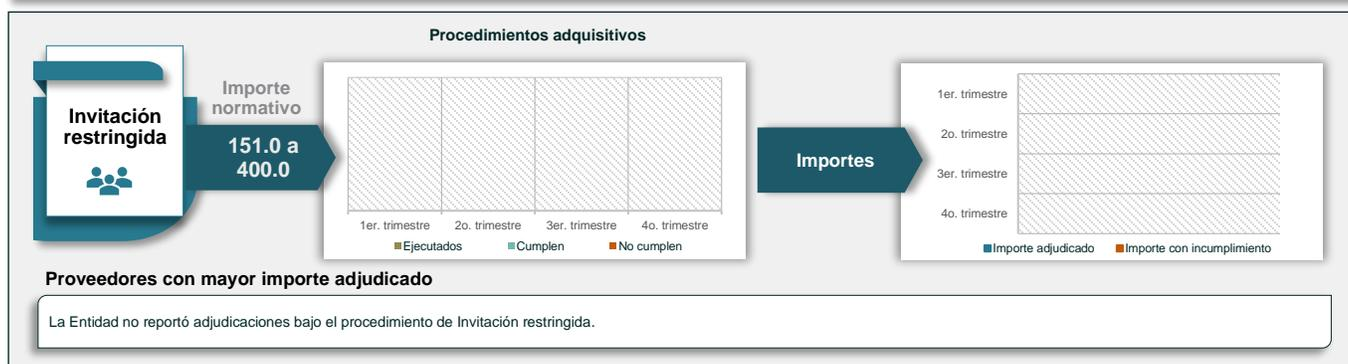 Procedimientos adquisitivos
Invitación
restringida
Importe
normativo
151.0 a
400.0
1er. trimestre
2o. trimestre
3er. trimestre
4o. trimestre
Ejecutados
Cumplen
No cumplen
Importes
1er. trimestre
2o. trimestre
3er. trimestre
4o. trimestre
Importe adjudicado
Importe con incumplimiento
Proveedores con mayor importe adjudicado
La Entidad no reportó adjudicaciones bajo el procedimiento de Invitación restringida.